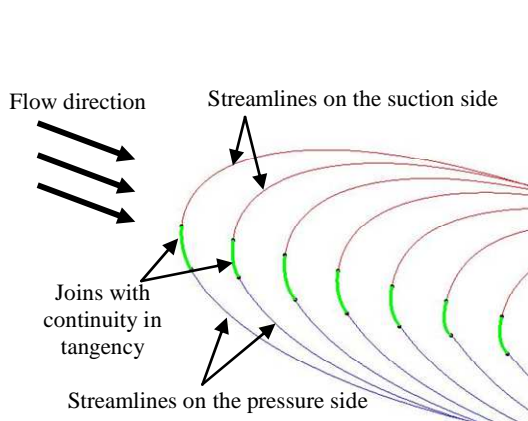 Flow direction
Streamlines on the suction side
Joins with
continuity in
tangency
Streamlines on the pressure side